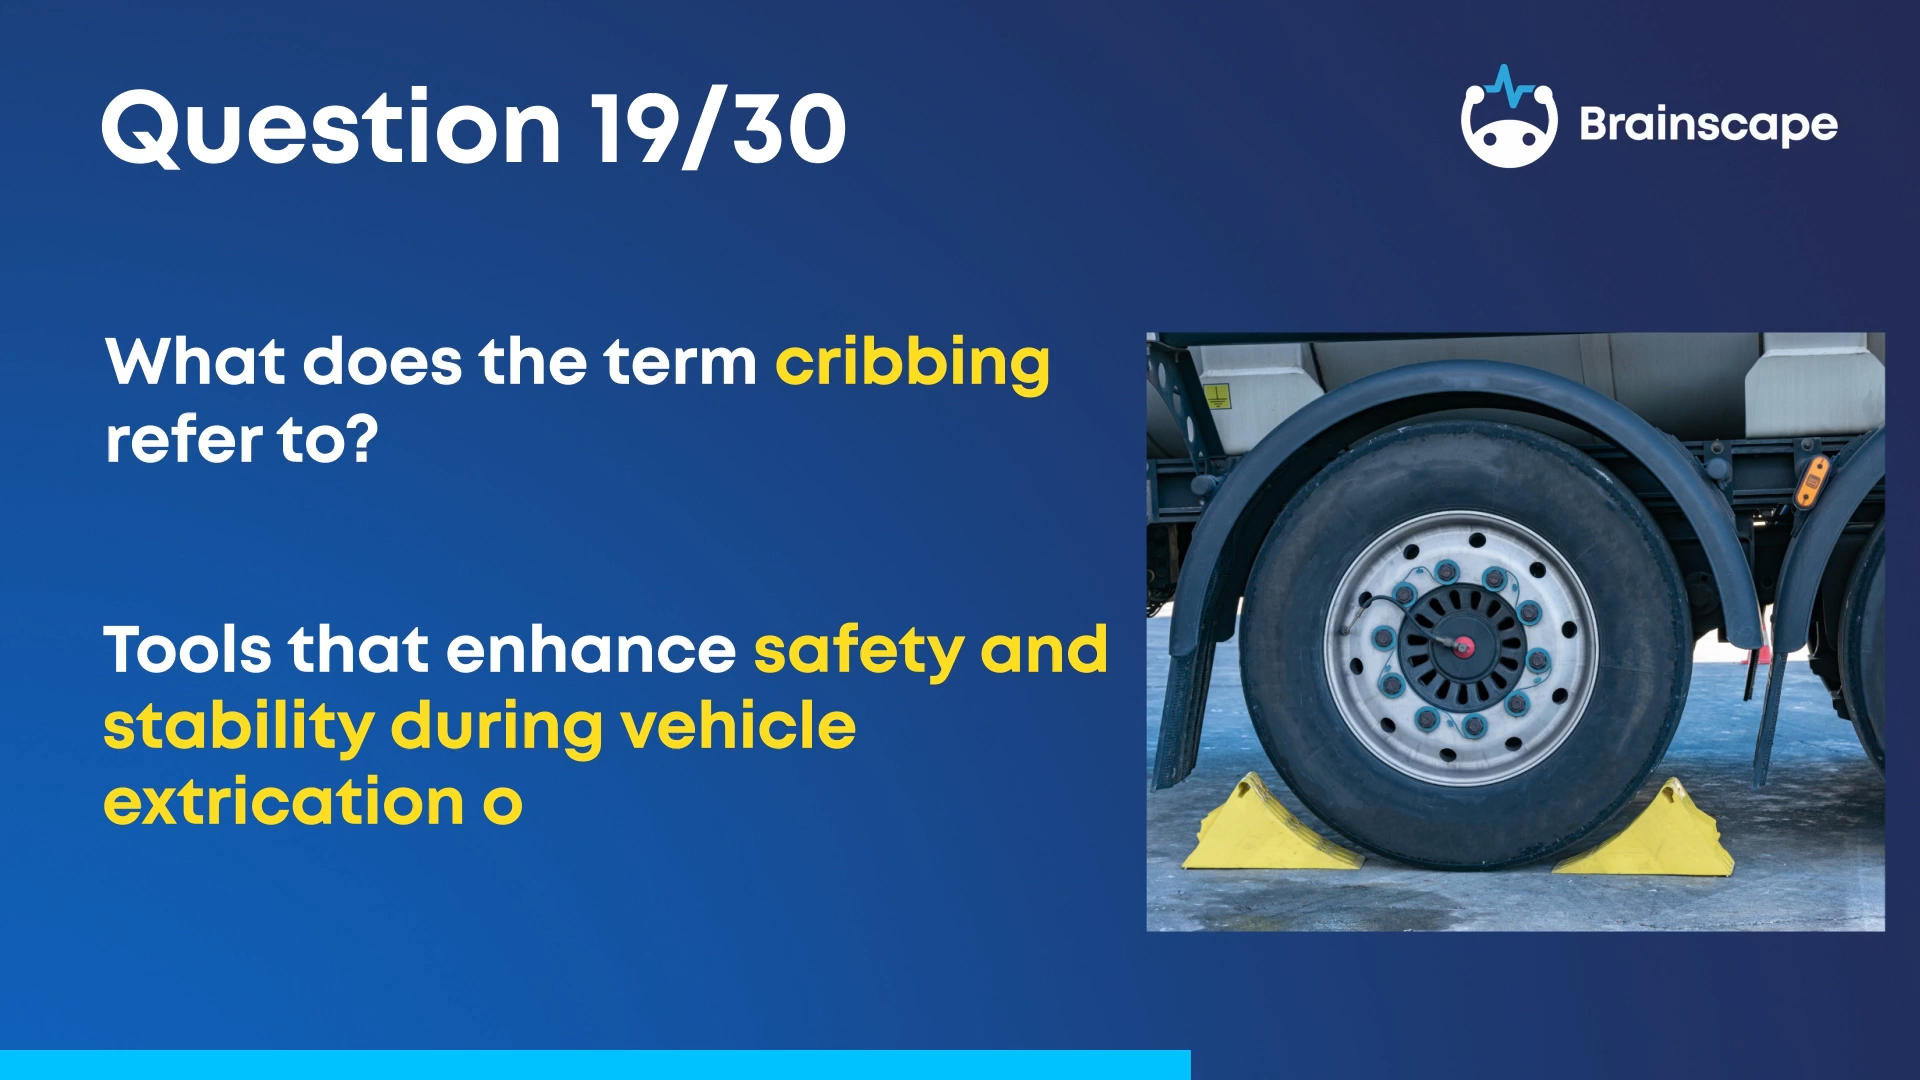 Question 19/30
Brainscape
What does the term cribbing
refer to?
Tools that enhance safety and
stability during vehicle
extrication o